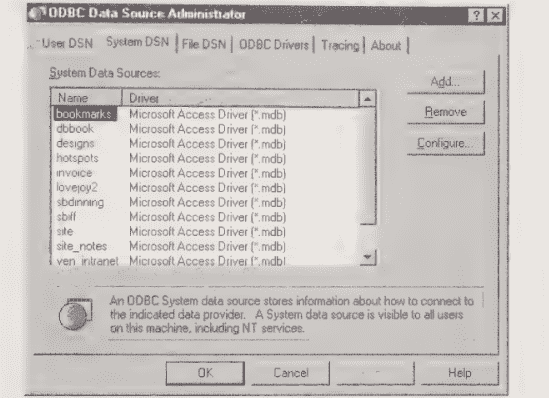 ODBC Data Source Administrator
User DSN System DSN File DSN ODBC Drivers Tracing About
System Data Sources:
Add...
Name Driver
bookmarks Microsoft Access Driver (*.mdb)
Remove
dbbook Microsoft Access Driver (*.mdb)
designs Microsoft Access Driver (*.mdb)
Configure...
hotspots Microsoft Access Driver (*.mdb)
invoice Microsoft Access Driver (*.mdb)
lovejoy2 Microsoft Access Driver (*.mdb)
sbdinning Microsoft Access Driver (*.mdb)
sbiff Microsoft Access Driver (*.mdb)
site Microsoft Access Driver (*.mdb)
site_notes Microsoft Access Driver (*.mdb)
ven_intranet Microsoft Access Driver (*.mdb)
An ODBC System data source stores information about how to connect to
the indicated data provider. A System data source is visible to all users
on this machine, including NT services.
OK Cancel Help